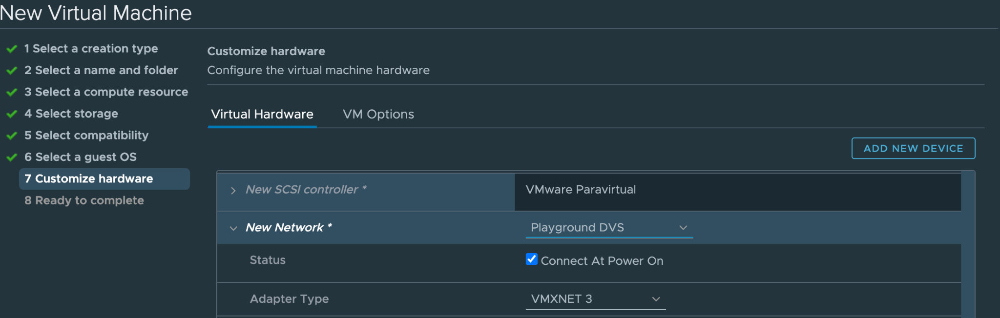 New Virtual Machine
1 Select a creation type
2 Select a name and folder
3 Select a compute resource
4 Select storage
5 Select compatibility
6 Select a guest OS
7 Customize hardware
8 Ready to complete
Customize hardware
Configure the virtual machine hardware
Virtual Hardware VM Options
ADD NEW DEVICE
New SCSI controller * VMware Paravirtual
New Network * Playground DVS
Status Connect At Power On
Adapter Type VMXNET 3